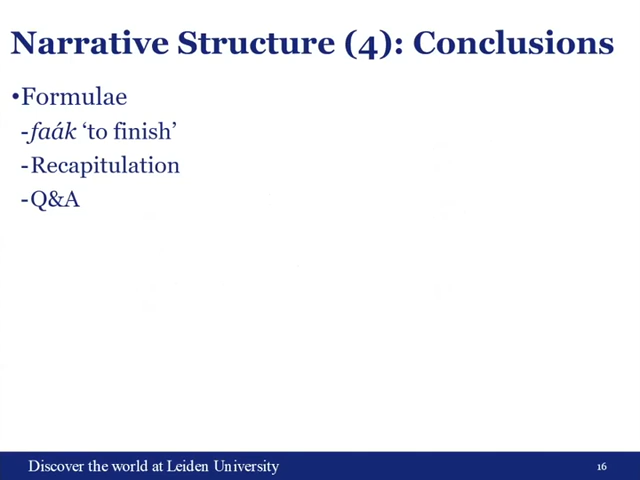 Narrative Structure (4): Conclusions
•Formulae
-faák ‘to finish’
-Recapitulation
-Q&A
Discover the world at Leiden University
16